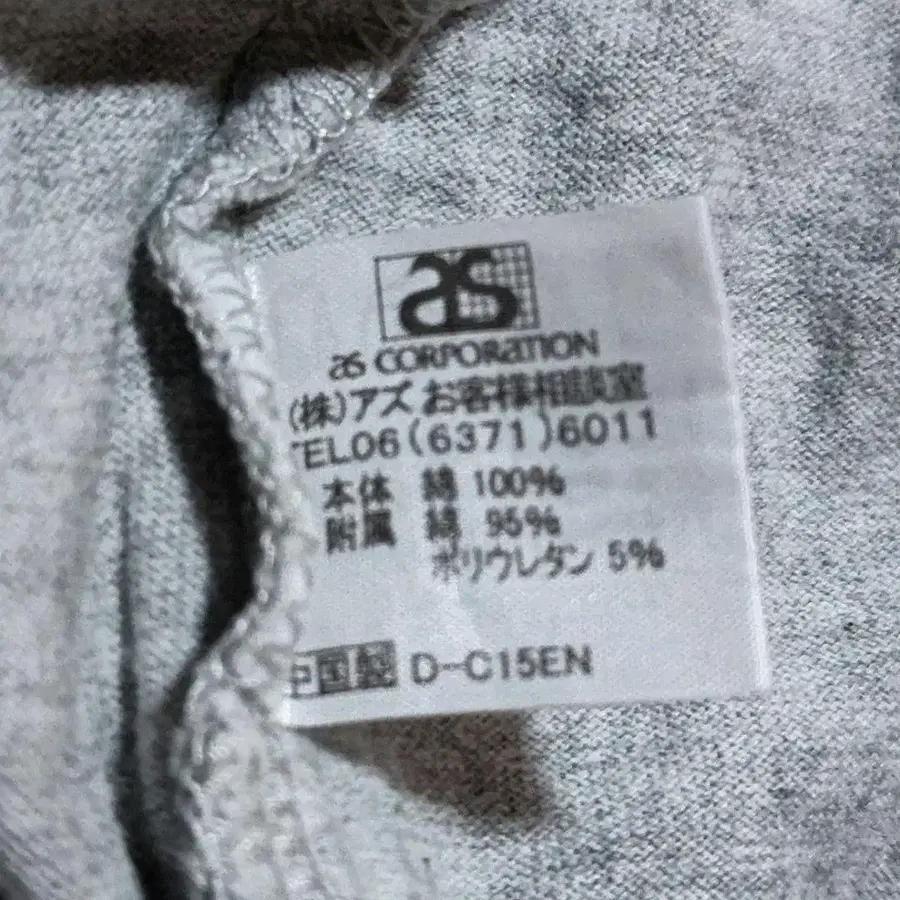 as
as CORPORATION
(株)アズ お客様相談室
TEL06(6371)6011
本体 綿 100%
附属 綿 95%
ポリウレタン 5%
中国製 D-C15EN